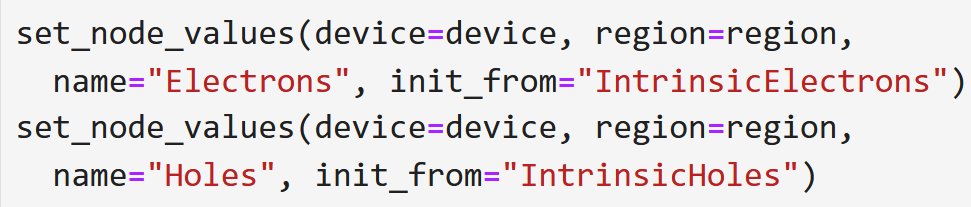 set_node_values(device=device, region=region,
  name="Electrons", init_from="IntrinsicElectrons")
set_node_values(device=device, region=region,
  name="Holes", init_from="IntrinsicHoles")